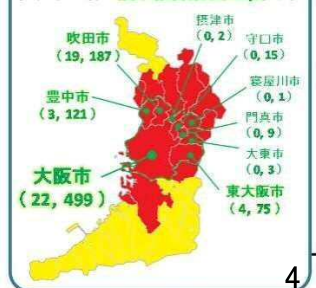 摂津市
(0, 2)
吹田市
(19, 187)
守口市
(0, 15)
寝屋川市
(0, 1)
豊中市
(3, 121)
門真市
(0, 9)
大東市
(0, 3)
大阪市
(22, 499)
東大阪市
(4, 75)
4